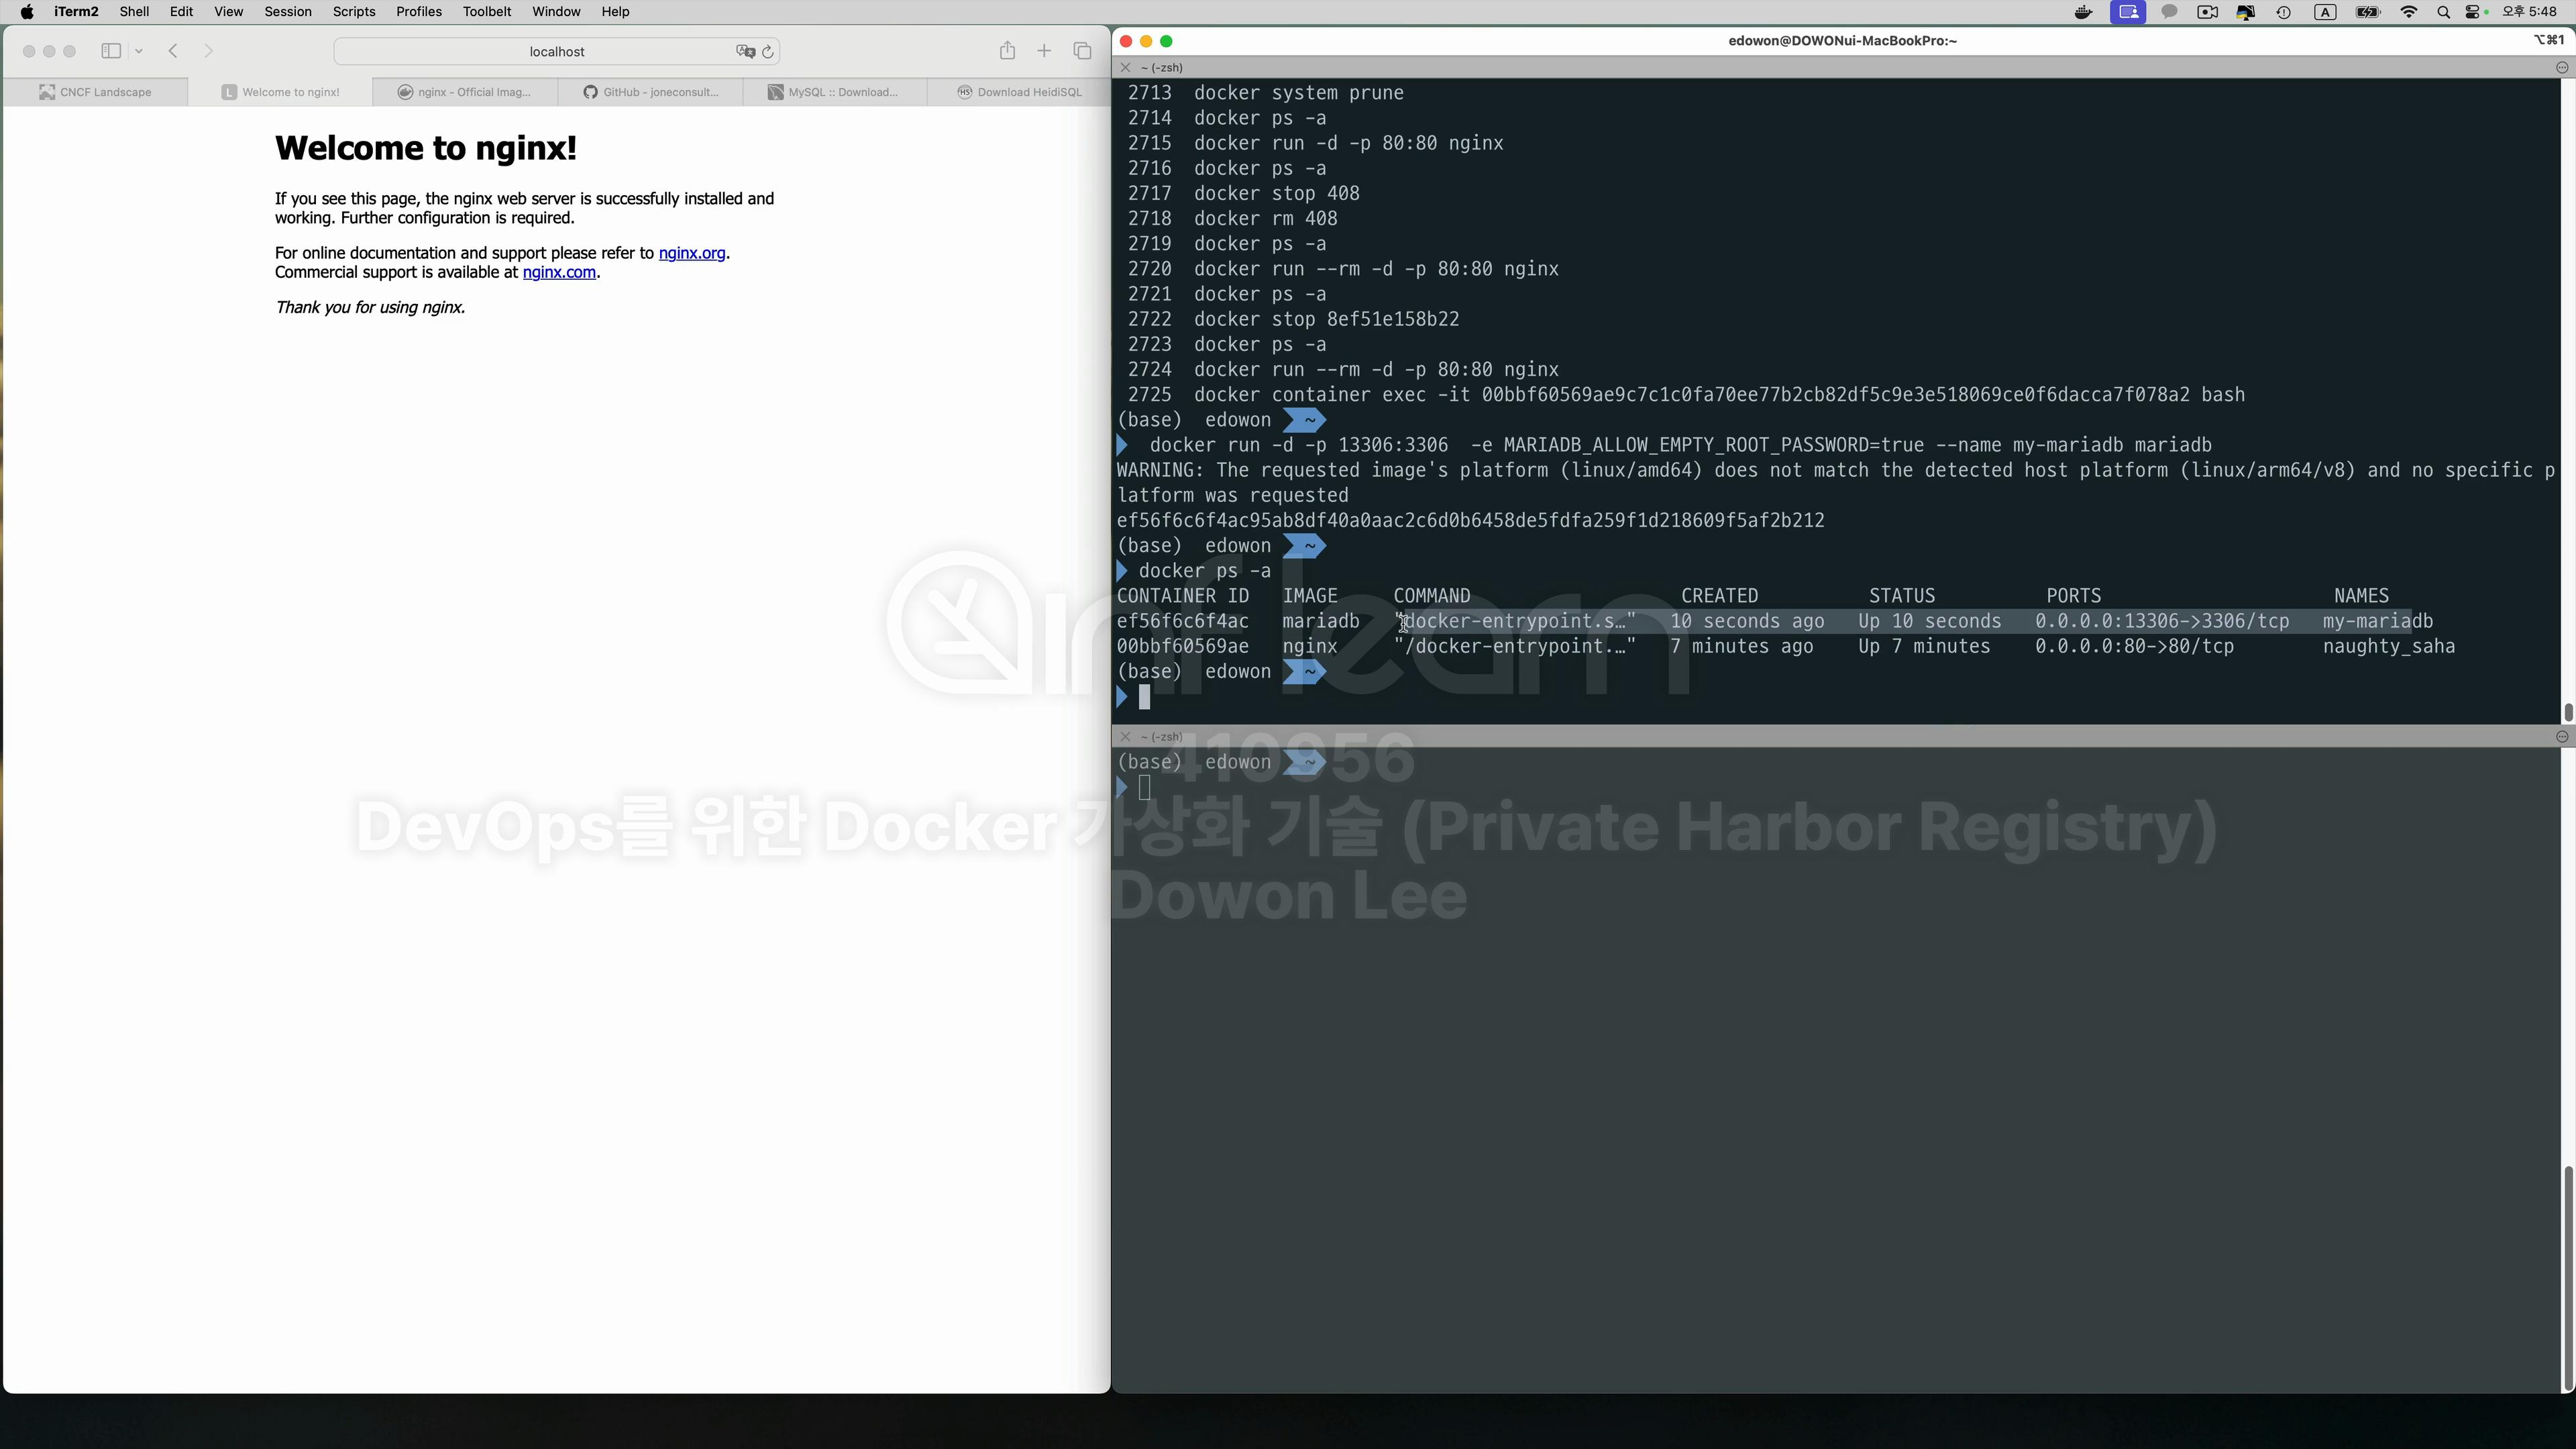 iTerm2 Shell Edit View Session Scripts Profiles Toolbelt Window Help
A
오후 5:48
localhost
CNCF Landscape
L Welcome to nginx!
nginx - Official Imag...
GitHub - joneconsult...
MySQL :: Download...
HS Download HeidiSQL
Welcome to nginx!
If you see this page, the nginx web server is successfully installed and
working. Further configuration is required.
For online documentation and support please refer to nginx.org.
Commercial support is available at nginx.com.
Thank you for using nginx.
edowon@DOWONui-MacBookPro:~
⌥⌘1
~ (-zsh)
2713 docker system prune
2714 docker ps -a
2715 docker run -d -p 80:80 nginx
2716 docker ps -a
2717 docker stop 408
2718 docker rm 408
2719 docker ps -a
2720 docker run --rm -d -p 80:80 nginx
2721 docker ps -a
2722 docker stop 8ef51e158b22
2723 docker ps -a
2724 docker run --rm -d -p 80:80 nginx
2725 docker container exec -it 00bbf60569ae9c7c1c0fa70ee77b2cb82df5c9e3e518069ce0f6dacca7f078a2 bash
(base) edowon ~
docker run -d -p 13306:3306 -e MARIADB_ALLOW_EMPTY_ROOT_PASSWORD=true --name my-mariadb mariadb
WARNING: The requested image's platform (linux/amd64) does not match the detected host platform (linux/arm64/v8) and no specific p
latform was requested
ef56f6c6f4ac95ab8df40a0aac2c6d0b6458de5fdfa259f1d218609f5af2b212
(base) edowon ~
docker ps -a
CONTAINER ID IMAGE COMMAND CREATED STATUS PORTS NAMES
ef56f6c6f4ac mariadb "docker-entrypoint.s…" 10 seconds ago Up 10 seconds 0.0.0.0:13306->3306/tcp my-mariadb
00bbf60569ae nginx "/docker-entrypoint.…" 7 minutes ago Up 7 minutes 0.0.0.0:80->80/tcp naughty_saha
(base) edowon ~
~ (-zsh)
(base) edowon ~
inflearn
410956
DevOps를 위한 Docker 가상화 기술 (Private Harbor Registry)
Dowon Lee